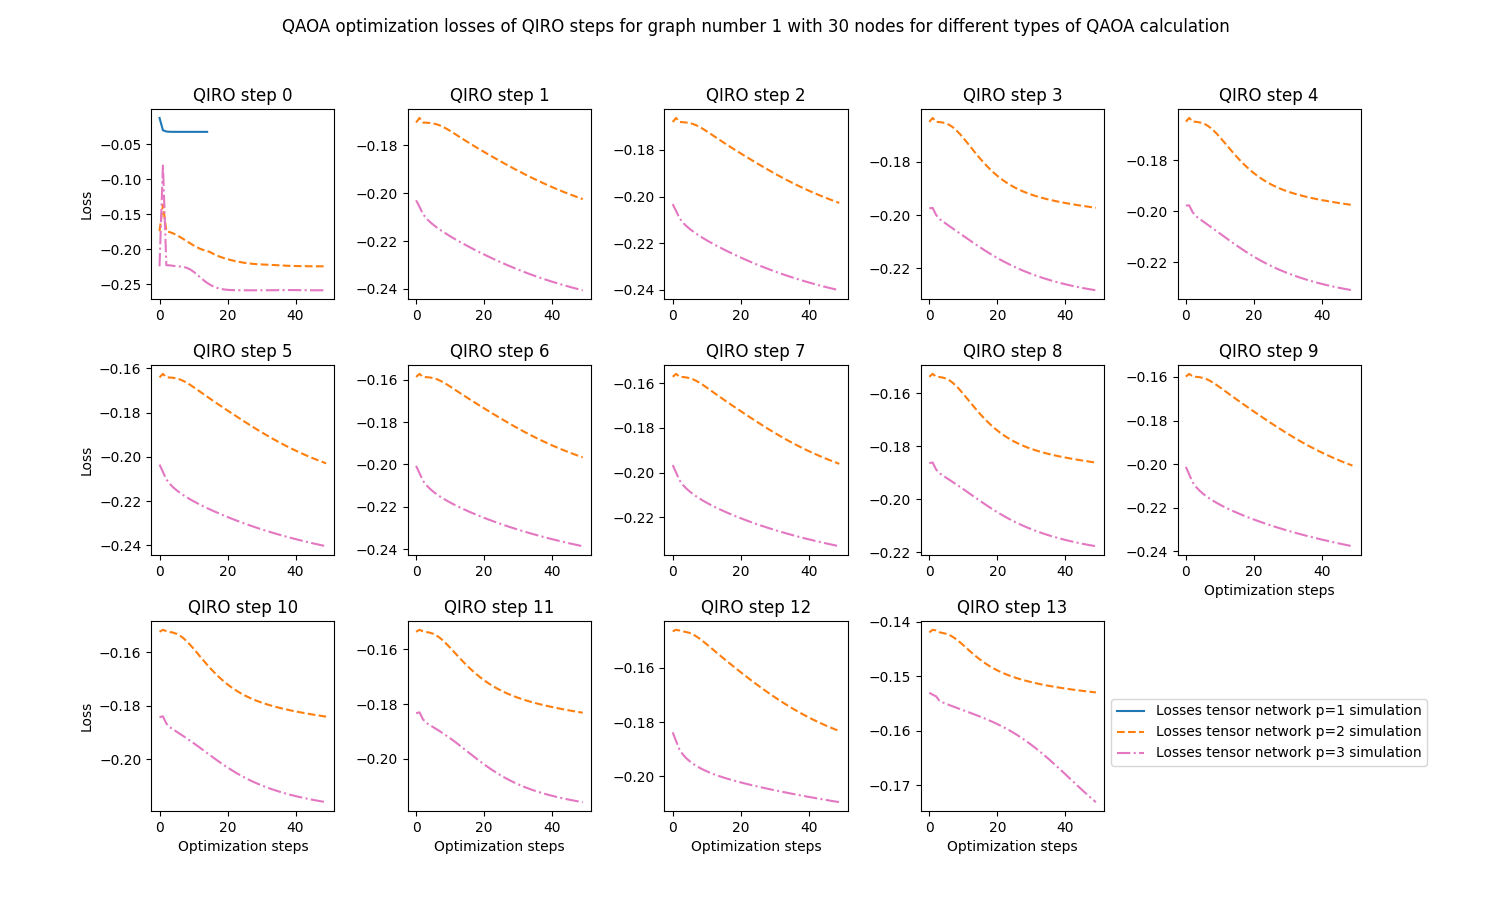 QAOA optimization losses of QIRO steps for graph number 1 with 30 nodes for different types of QAOA calculation
QIRO step 0
Loss
−0.05
−0.10
−0.15
−0.20
−0.25
0 20 40
QIRO step 1
−0.18
−0.20
−0.22
−0.24
0 20 40
QIRO step 2
−0.18
−0.20
−0.22
−0.24
0 20 40
QIRO step 3
−0.18
−0.20
−0.22
0 20 40
QIRO step 4
−0.18
−0.20
−0.22
0 20 40
QIRO step 5
Loss
−0.16
−0.18
−0.20
−0.22
−0.24
0 20 40
QIRO step 6
−0.16
−0.18
−0.20
−0.22
−0.24
0 20 40
QIRO step 7
−0.16
−0.18
−0.20
−0.22
0 20 40
QIRO step 8
−0.16
−0.18
−0.20
−0.22
0 20 40
QIRO step 9
−0.16
−0.18
−0.20
−0.22
−0.24
0 20 40
Optimization steps
QIRO step 10
Loss
−0.16
−0.18
−0.20
0 20 40
Optimization steps
QIRO step 11
−0.16
−0.18
−0.20
0 20 40
Optimization steps
QIRO step 12
−0.16
−0.18
−0.20
0 20 40
Optimization steps
QIRO step 13
−0.14
−0.15
−0.16
−0.17
0 20 40
Optimization steps
Losses tensor network p=1 simulation
Losses tensor network p=2 simulation
Losses tensor network p=3 simulation